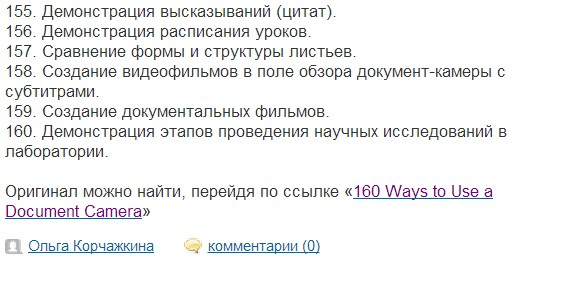 155. Демонстрация высказываний (цитат).
156. Демонстрация расписания уроков.
157. Сравнение формы и структуры листьев.
158. Создание видеофильмов в поле обзора документ-камеры с
субтитрами.
159. Создание документальных фильмов.
160. Демонстрация этапов проведения научных исследований в
лаборатории.
Оригинал можно найти, перейдя по ссылке «160 Ways to Use a
Document Camera»
Ольга Корчажкина комментарии (0)